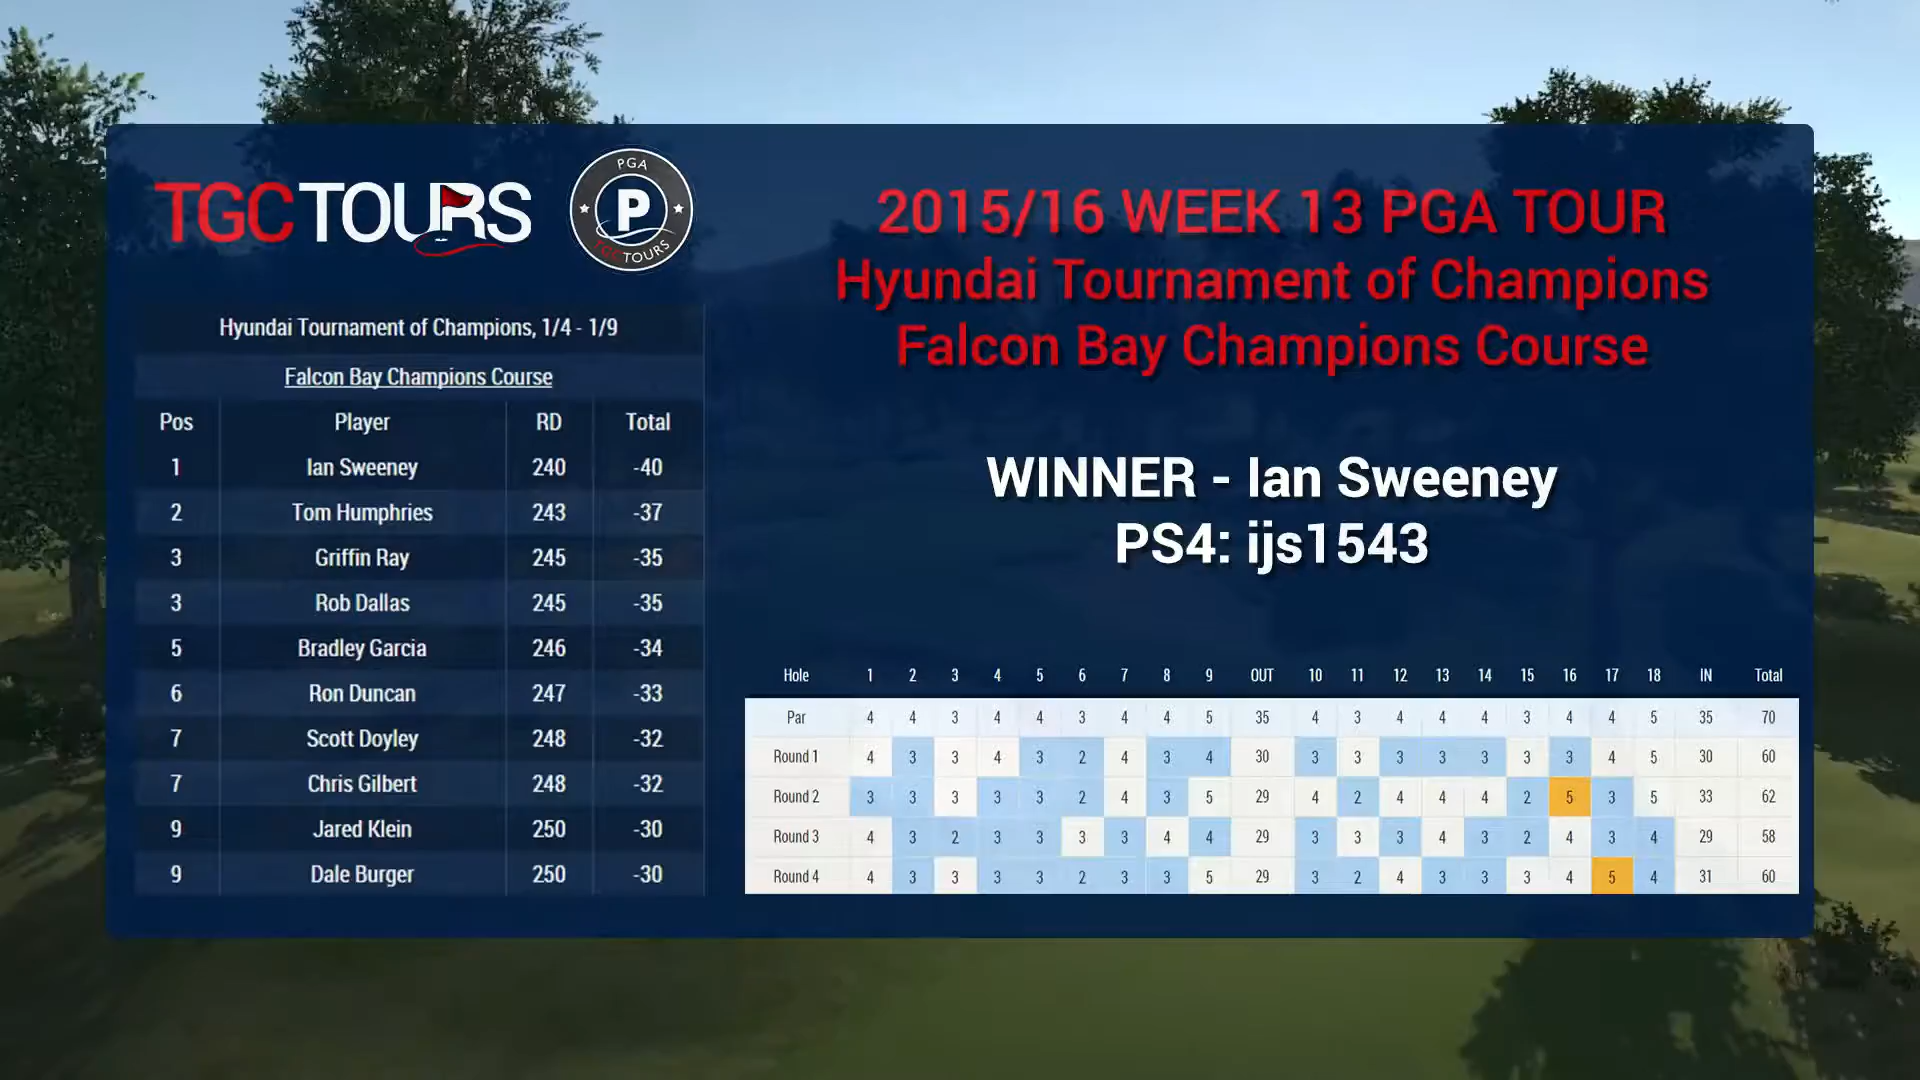 TGCTOURS
PGA
P
TGCTOURS
2015/16 WEEK 13 PGA TOUR
Hyundai Tournament of Champions
Falcon Bay Champions Course
Hyundai Tournament of Champions, 1/4 - 1/9
Falcon Bay Champions Course
Pos Player RD Total
1 Ian Sweeney 240 -40
2 Tom Humphries 243 -37
3 Griffin Ray 245 -35
3 Rob Dallas 245 -35
5 Bradley Garcia 246 -34
6 Ron Duncan 247 -33
7 Scott Doyley 248 -32
7 Chris Gilbert 248 -32
9 Jared Klein 250 -30
9 Dale Burger 250 -30
WINNER - Ian Sweeney
PS4: ijs1543
Hole 1 2 3 4 5 6 7 8 9 OUT 10 11 12 13 14 15 16 17 18 IN Total
Par 4 4 3 4 4 3 4 4 5 35 4 3 4 4 4 3 4 4 5 35 70
Round 1 4 3 3 4 3 2 4 3 4 30 3 3 3 3 3 3 3 4 5 30 60
Round 2 3 3 3 3 3 2 4 3 5 29 4 2 4 4 4 2 5 3 5 33 62
Round 3 4 3 2 3 3 3 3 4 4 29 3 3 3 4 3 2 4 3 4 29 58
Round 4 4 3 3 3 3 2 3 3 5 29 3 2 4 3 3 3 4 5 4 31 60